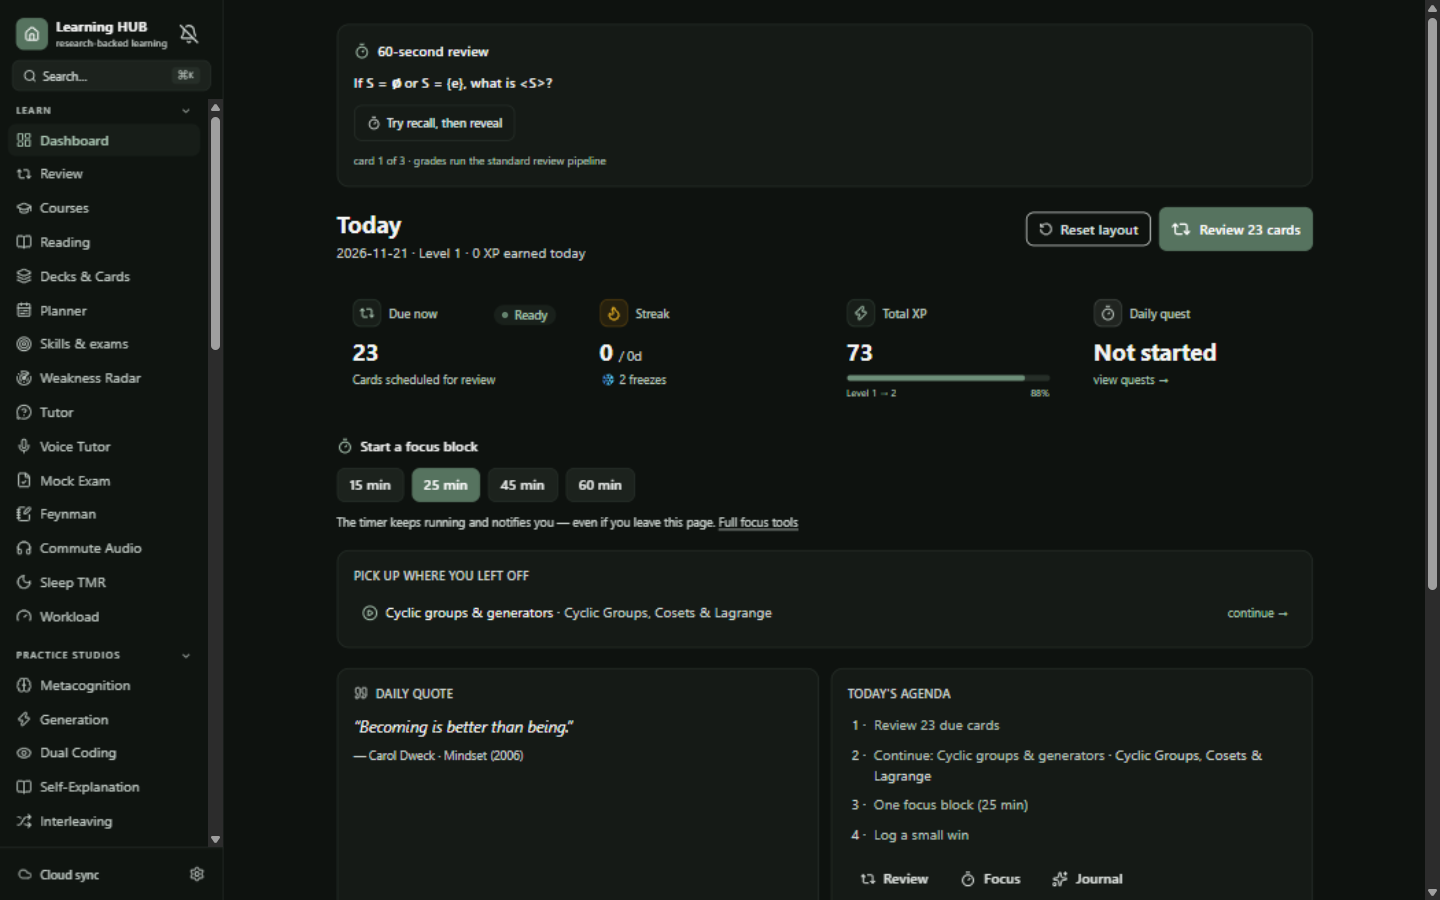 Learning HUB
research-backed learning
Search...
⌘K
LEARN
Dashboard
Review
Courses
Reading
Decks & Cards
Planner
Skills & exams
Weakness Radar
Tutor
Voice Tutor
Mock Exam
Feynman
Commute Audio
Sleep TMR
Workload
PRACTICE STUDIOS
Metacognition
Generation
Dual Coding
Self-Explanation
Interleaving
Cloud sync
60-second review
If S = ∅ or S = {e}, what is <S>?
Try recall, then reveal
card 1 of 3 · grades run the standard review pipeline
Today
2026-11-21 · Level 1 · 0 XP earned today
Reset layout
Review 23 cards
Due now
Ready
23
Cards scheduled for review
Streak
0 / 0d
2 freezes
Total XP
73
Level 1 → 2
88%
Daily quest
Not started
view quests →
Start a focus block
15 min
25 min
45 min
60 min
The timer keeps running and notifies you — even if you leave this page. Full focus tools
PICK UP WHERE YOU LEFT OFF
Cyclic groups & generators · Cyclic Groups, Cosets & Lagrange
continue →
DAILY QUOTE
“Becoming is better than being.”
— Carol Dweck · Mindset (2006)
TODAY'S AGENDA
1 · Review 23 due cards
2 · Continue: Cyclic groups & generators · Cyclic Groups, Cosets &
Lagrange
3 · One focus block (25 min)
4 · Log a small win
Review
Focus
Journal